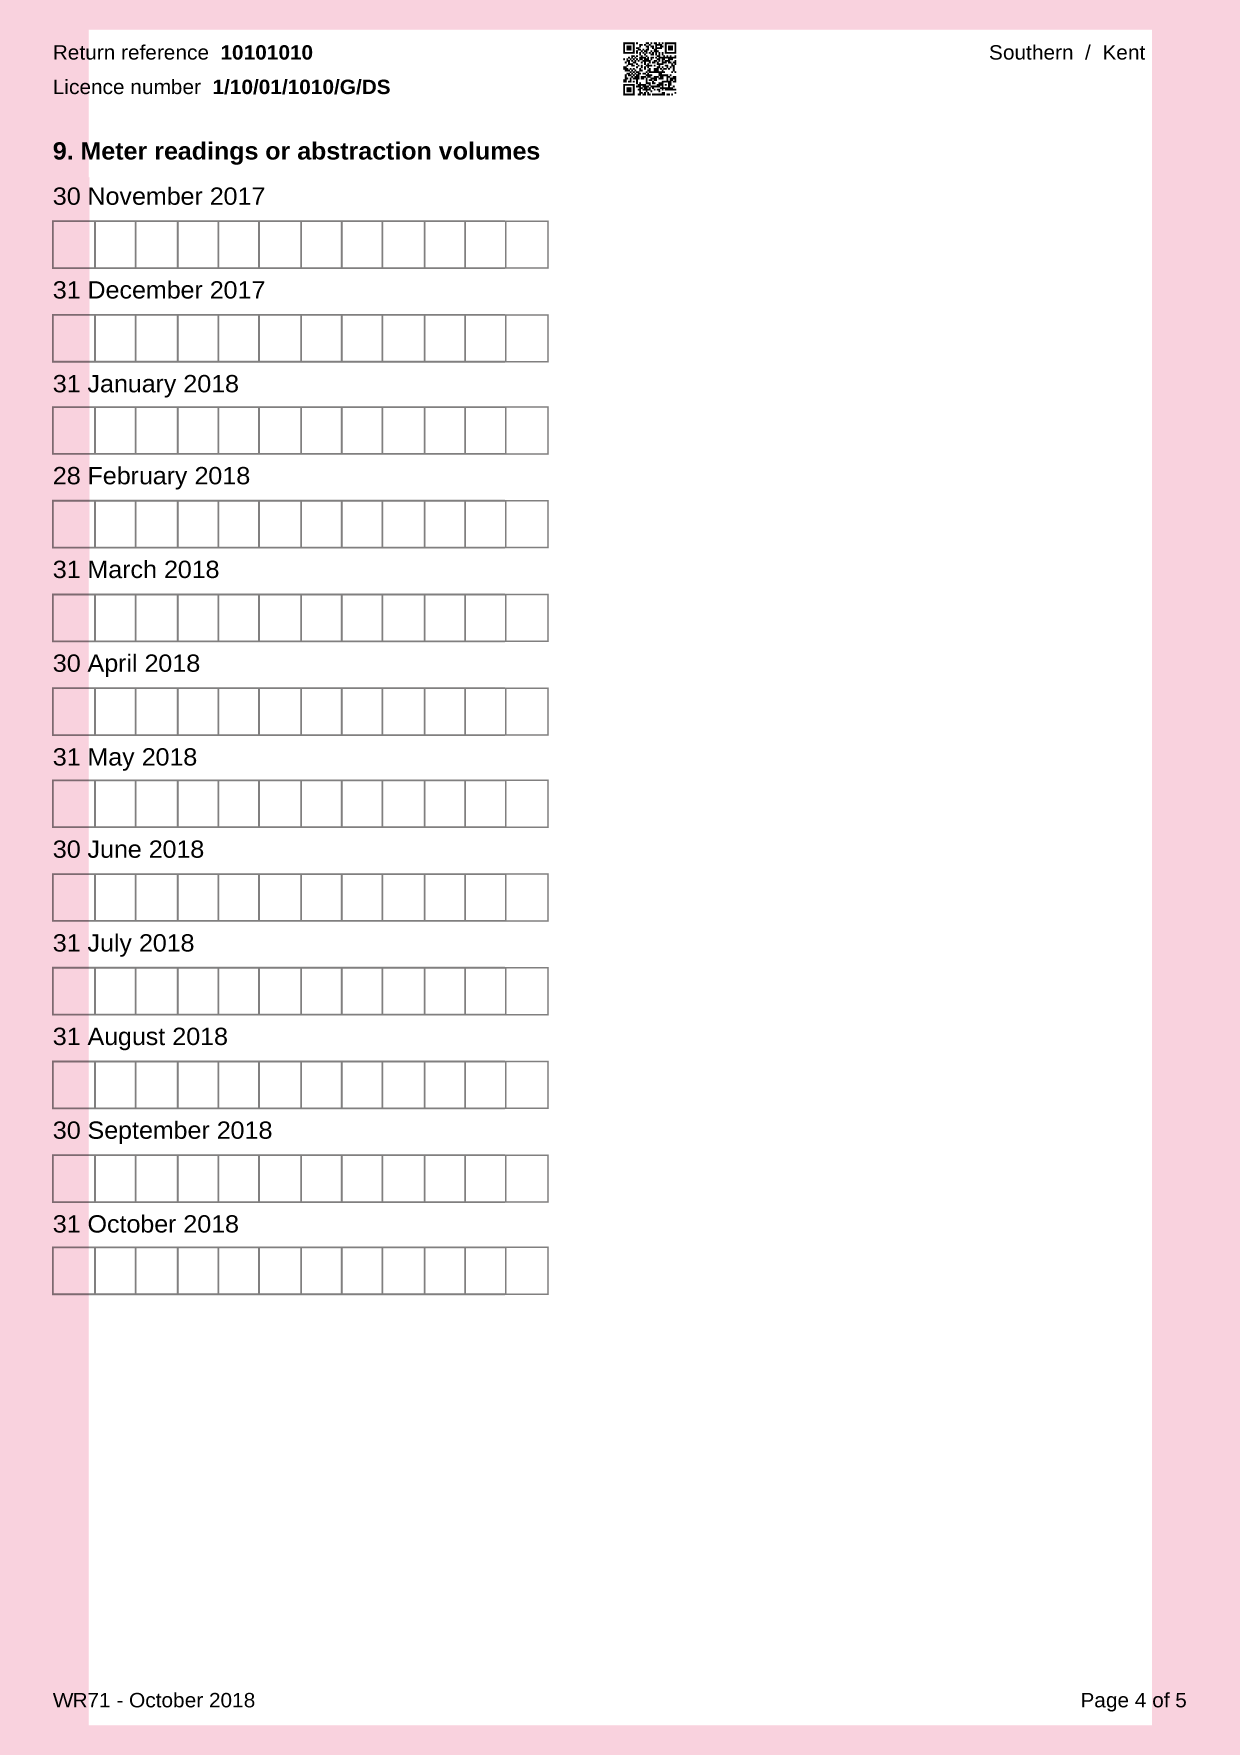 Return reference 10101010
Southern / Kent
Licence number 1/10/01/1010/G/DS
9. Meter readings or abstraction volumes
30 November 2017
31 December 2017
31 January 2018
28 February 2018
31 March 2018
30 April 2018
31 May 2018
30 June 2018
31 July 2018
31 August 2018
30 September 2018
31 October 2018
WR71 - October 2018
Page 4 of 5